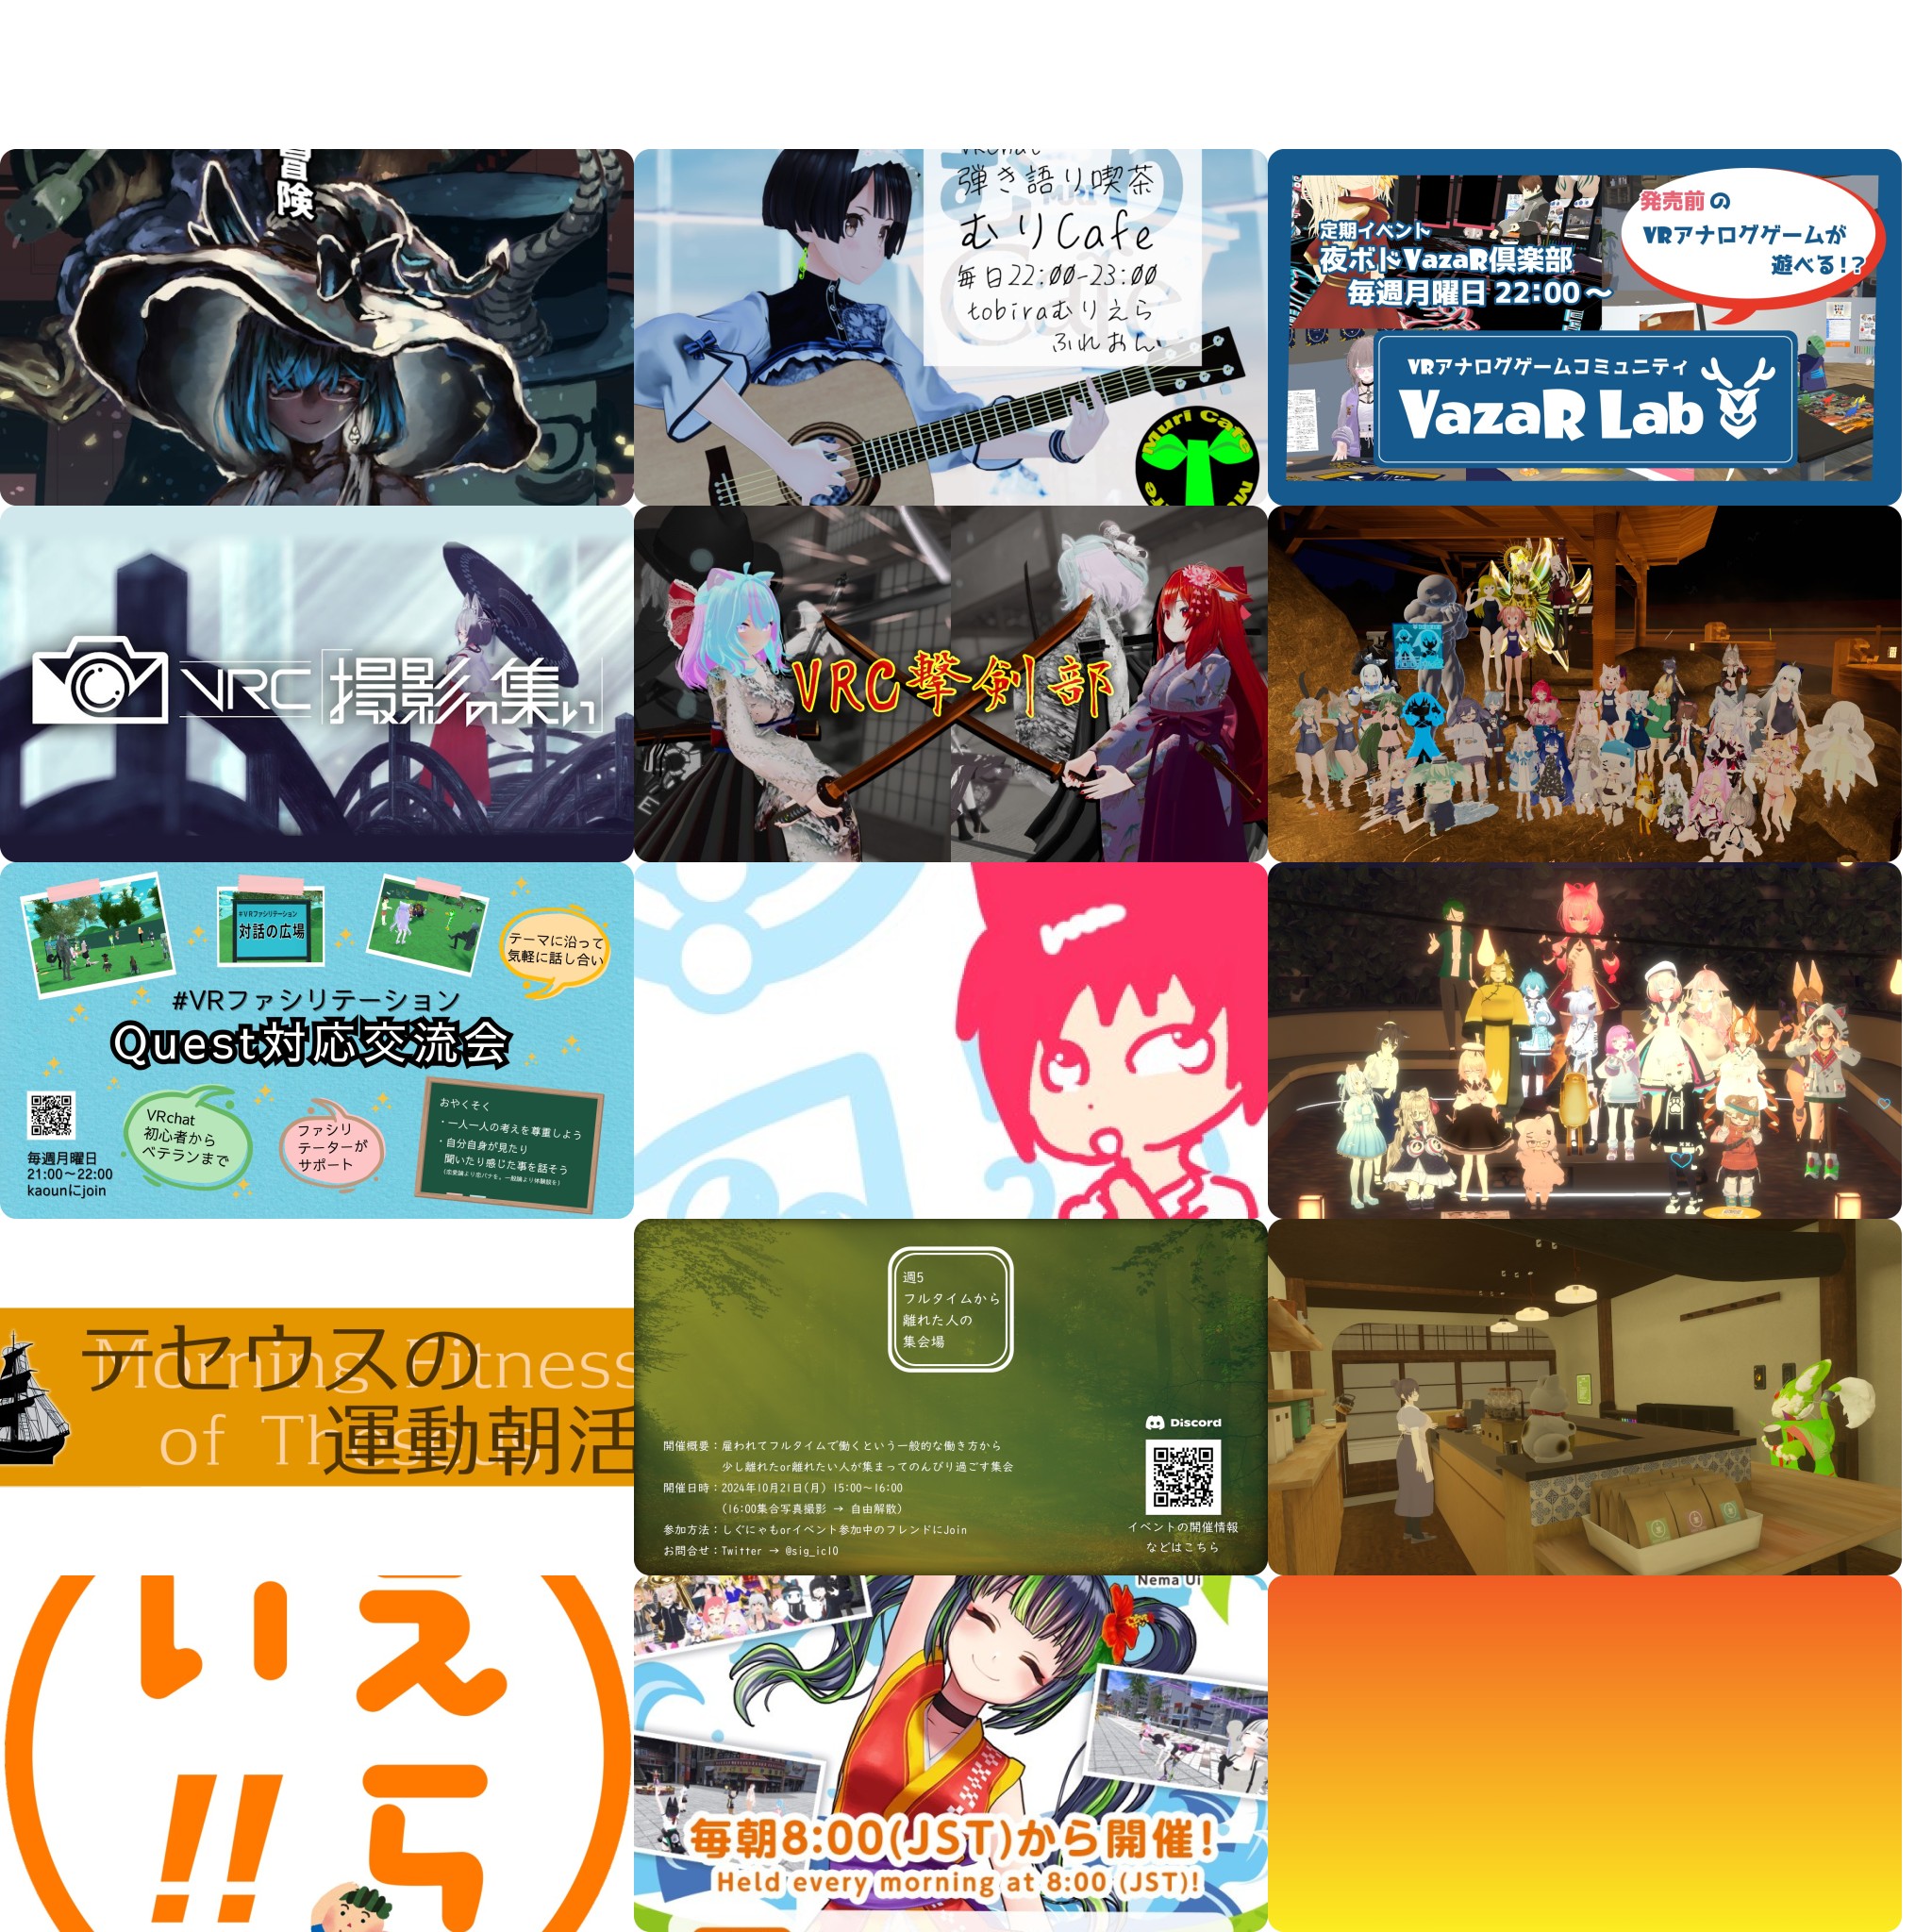 冒険
VRChat
弾き語り喫茶
むりCafe
毎日22:00-23:00
tobiraむりえら
ふれおん
Muri Cafe
定期イベント
夜ボドVazaR倶楽部
毎週月曜日 22:00～
発売前の
VRアナログゲームが
遊べる!?
VRアナログゲームコミュニティ
VazaR Lab
VRC「撮影の集い」
VRC撃剣部
#VRファシリテーション
対話の広場
テーマに沿って
気軽に話し合い
#VRファシリテーション
Quest対応交流会
毎週月曜日
21:00～22:00
kaounにjoin
VRchat
初心者から
ベテランまで
ファシリ
テーターが
サポート
おやくそく
・一人一人の考えを尊重しよう
・自分自身が見たり
聞いたり感じた事を話そう
(恋愛論より恋バナを。一般論より体験談を)
Morning Fitness
of Theseus
テセウスの
運動朝活
週5
フルタイムから
離れた人の
集会場
開催概要：雇われてフルタイムで働くという一般的な働き方から
少し離れたor離れたい人が集まってのんびり過ごす集会
開催日時：2024年10月21日(月) 15:00～16:00
(16:00集合写真撮影 → 自由解散)
参加方法：しぐにゃもorイベント参加中のフレンドにJoin
お問合せ：Twitter → @sig_icl0
Discord
イベントの開催情報
などはこちら
えら
い!!
Nema Ui
毎朝8:00(JST)から開催!
Held every morning at 8:00 (JST)!